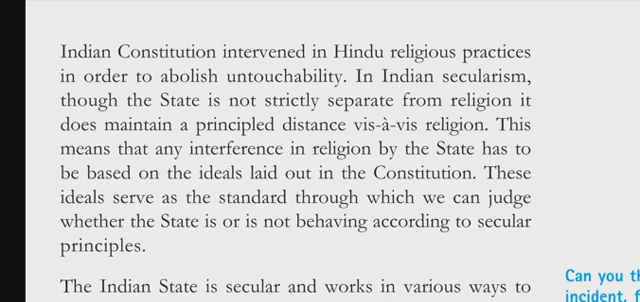 Indian Constitution intervened in Hindu religious practices
in order to abolish untouchability. In Indian secularism,
though the State is not strictly separate from religion it
does maintain a principled distance vis-à-vis religion. This
means that any interference in religion by the State has to
be based on the ideals laid out in the Constitution. These
ideals serve as the standard through which we can judge
whether the State is or is not behaving according to secular
principles.
The Indian State is secular and works in various ways to
Can you
incident,